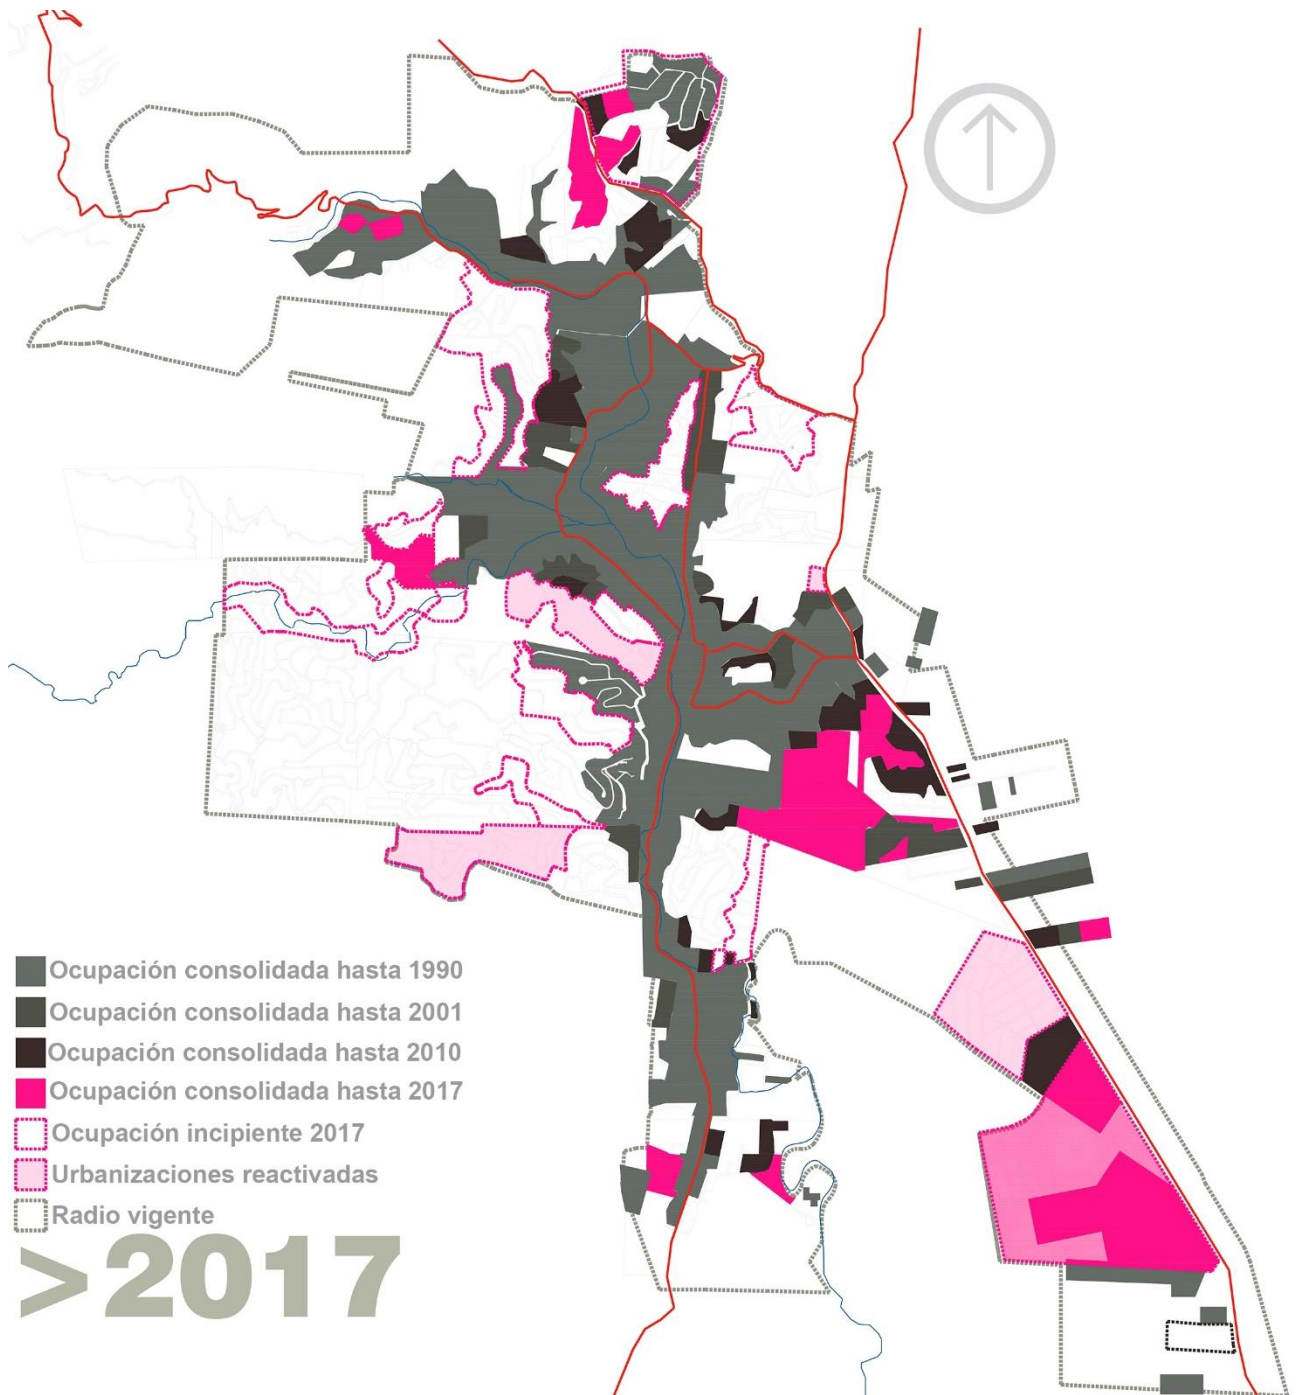 Ocupación consolidada hasta 1990
Ocupación consolidada hasta 2001
Ocupación consolidada hasta 2010
Ocupación consolidada hasta 2017
Ocupación incipiente 2017
Urbanizaciones reactivadas
Radio vigente
>2017